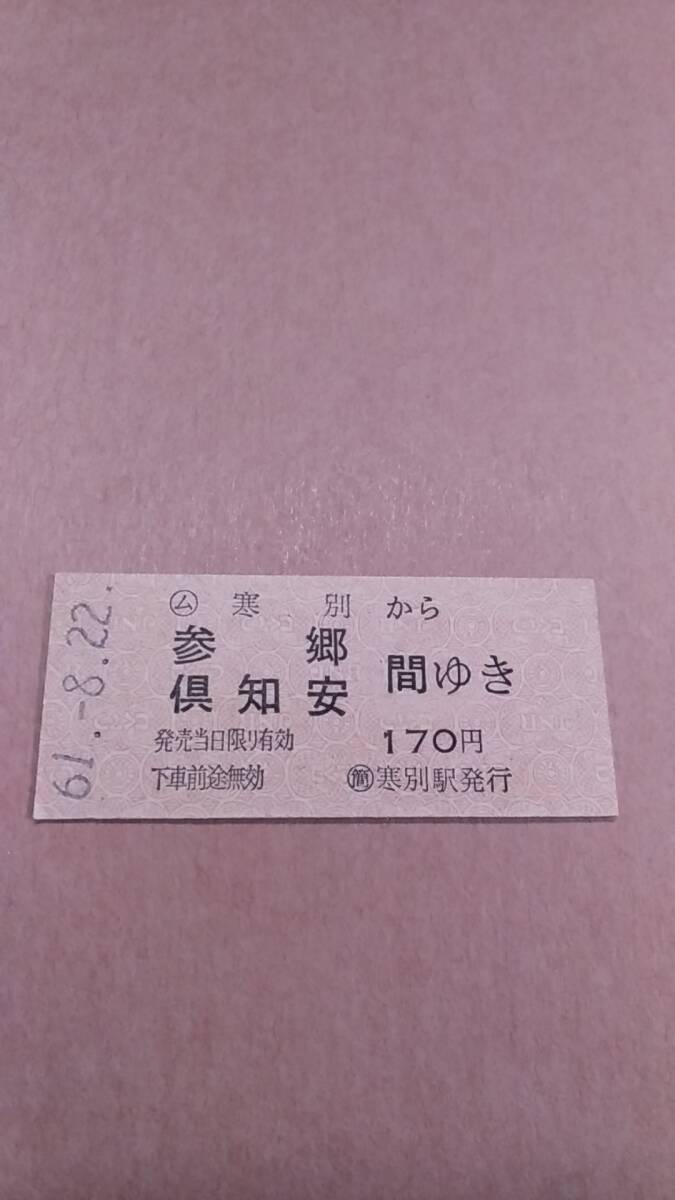 61.-8.22.
㋰ 寒別 から
参郷
倶知安 間ゆき
発売当日限り有効 170円
下車前途無効 ㊢寒別駅発行